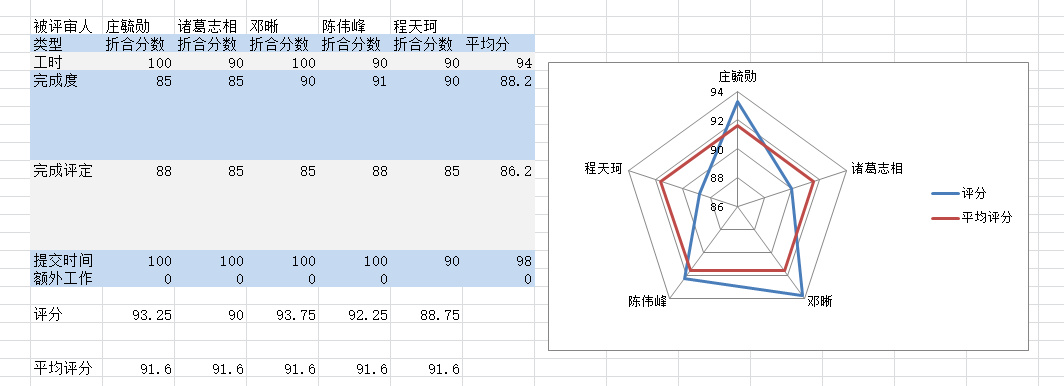 被评审人 庄毓勋 诸葛志相 邓晰 陈伟峰 程天珂
类型 折合分数 折合分数 折合分数 折合分数 折合分数 平均分
工时 100 90 100 90 90 94
完成度 85 85 90 91 90 88.2
完成评定 88 85 85 88 85 86.2
提交时间 100 100 100 100 90 98
额外工作 0 0 0 0 0
评分 93.25 90 93.75 92.25 88.75
平均评分 91.6 91.6 91.6 91.6 91.6
庄毓勋
94
92
90
88
86
程天珂
诸葛志相
陈伟峰
邓晰
评分
平均评分